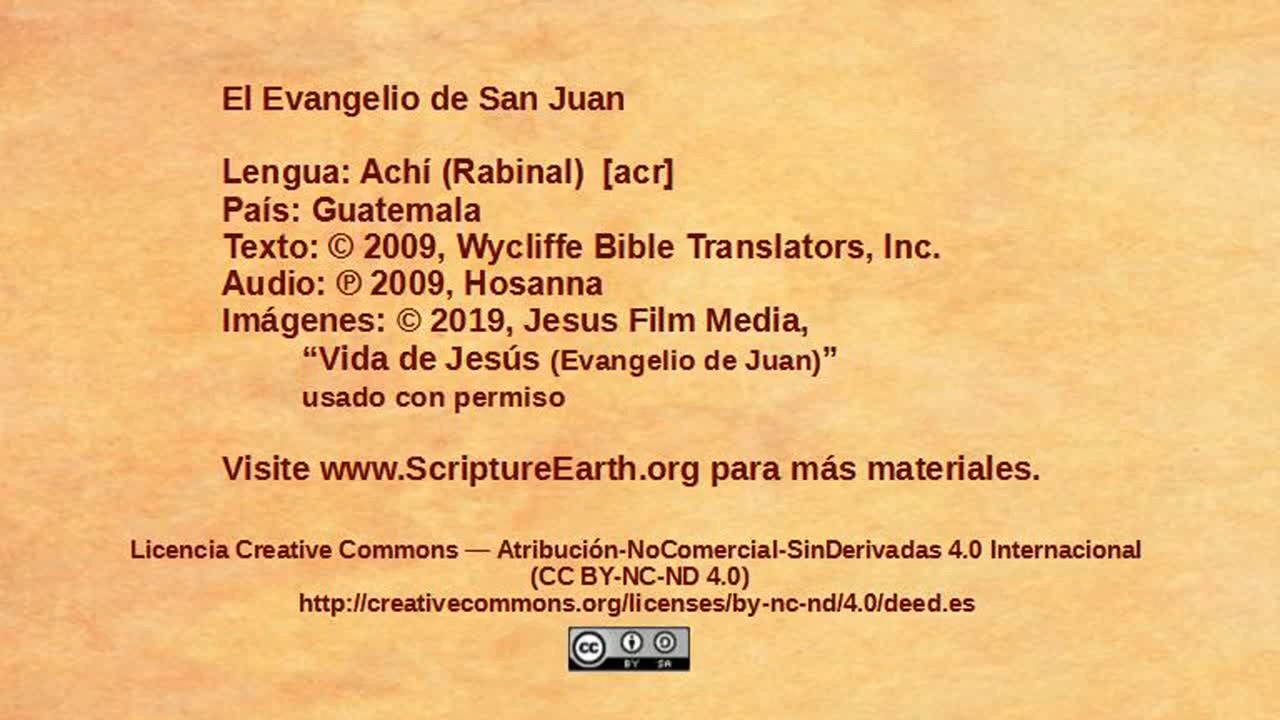 El Evangelio de San Juan
Lengua: Achí (Rabinal) [acr]
País: Guatemala
Texto: © 2009, Wycliffe Bible Translators, Inc.
Audio: ℗ 2009, Hosanna
Imágenes: © 2019, Jesus Film Media,
“Vida de Jesús (Evangelio de Juan)”
usado con permiso
Visite www.ScriptureEarth.org para más materiales.
Licencia Creative Commons — Atribución-NoComercial-SinDerivadas 4.0 Internacional
(CC BY-NC-ND 4.0)
http://creativecommons.org/licenses/by-nc-nd/4.0/deed.es
cc
BY SA